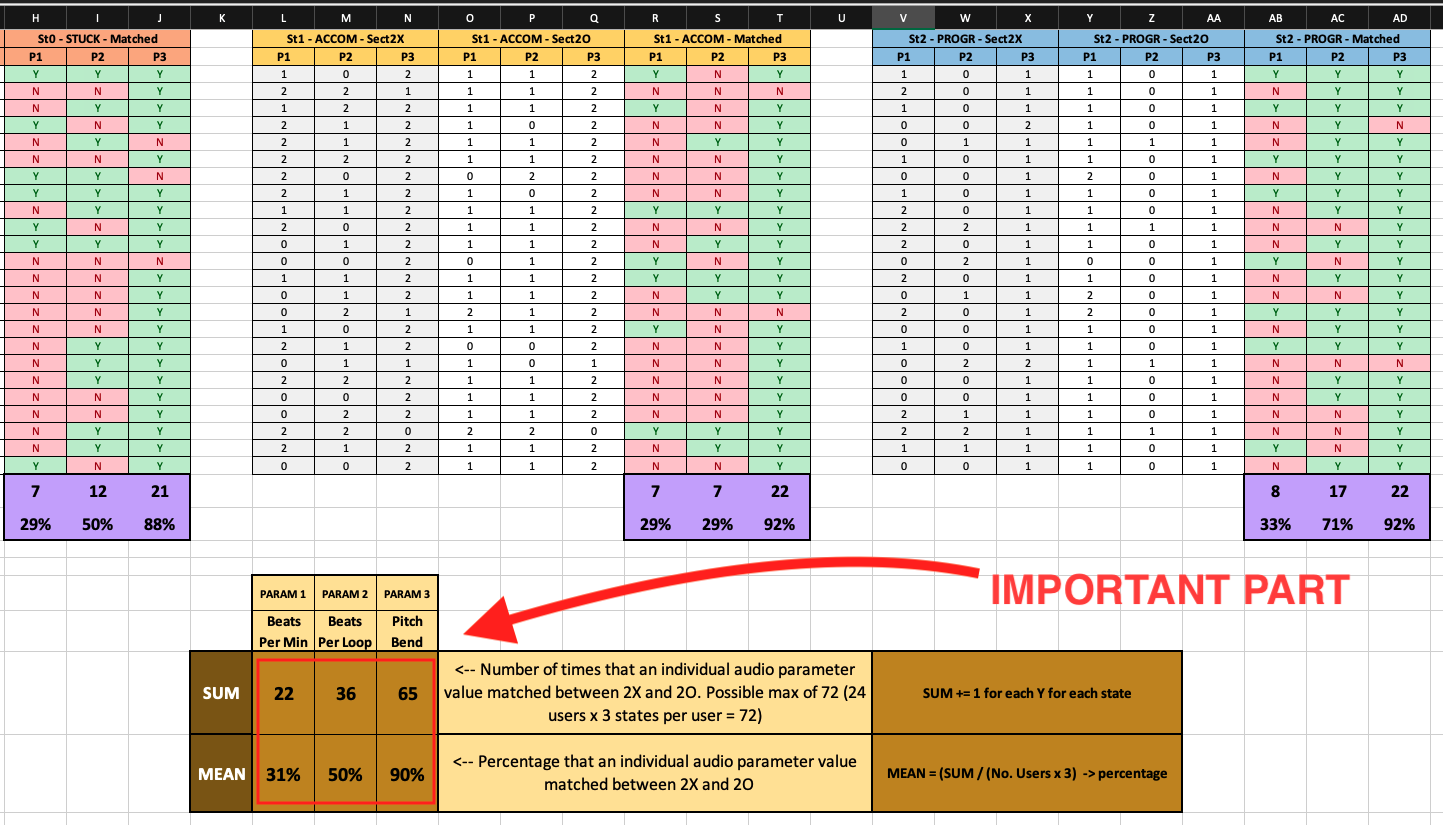 H I J K L M N O P Q R S T U V W X Y Z AA AB AC AD
St0 - STUCK - Matched St1 - ACCOM - Sect2X St1 - ACCOM - Sect2O St1 - ACCOM - Matched St2 - PROGR - Sect2X St2 - PROGR - Sect2O St2 - PROGR - Matched
P1 P2 P3 P1 P2 P3 P1 P2 P3 P1 P2 P3 P1 P2 P3 P1 P2 P3 P1 P2 P3
Y Y Y 1 0 2 1 1 2 Y N Y 1 0 1 1 0 1 Y Y Y
N N Y 2 2 1 1 1 2 N N N 2 0 1 1 0 1 N Y Y
N Y Y 1 2 2 1 1 2 Y N Y 1 0 1 1 0 1 Y Y Y
Y N Y 2 1 2 1 0 2 N N Y 0 0 2 1 0 1 N Y N
N Y N 2 1 2 1 1 2 N Y Y 0 1 1 1 1 1 N Y Y
N N Y 2 2 2 1 1 2 N N Y 1 0 1 1 0 1 Y Y Y
Y Y N 2 0 2 0 2 2 N N Y 0 0 1 2 0 1 N Y Y
Y Y Y 2 1 2 1 0 2 N N Y 1 0 1 1 0 1 Y Y Y
N Y Y 1 1 2 1 1 2 Y Y Y 2 0 1 1 0 1 N Y Y
Y N Y 2 0 2 1 1 2 N N Y 2 2 1 1 1 1 N N Y
Y Y Y 0 1 2 1 1 2 N Y Y 2 0 1 1 0 1 N Y Y
N N N 0 0 2 0 1 2 Y N Y 0 2 1 0 0 1 Y N Y
N N Y 1 1 2 1 1 2 Y Y Y 2 0 1 1 0 1 N Y Y
N N Y 0 1 2 1 1 2 N Y Y 0 1 1 2 0 1 N N Y
N N Y 0 2 1 2 1 2 N N N 2 0 1 2 0 1 Y Y Y
N N Y 1 0 2 1 1 2 Y N Y 0 0 1 1 0 1 N Y Y
N Y Y 2 1 2 0 0 2 N N Y 1 0 1 1 0 1 Y Y Y
N Y Y 0 1 1 1 0 1 N N Y 0 2 2 1 1 1 N N N
N Y Y 2 2 2 1 1 2 N N Y 0 0 1 1 0 1 N Y Y
N N Y 0 0 2 1 1 2 N N Y 0 0 1 1 0 1 N Y Y
N N Y 0 2 2 1 1 2 N N Y 2 1 1 1 0 1 N N Y
N Y Y 2 2 0 2 2 0 Y Y Y 2 2 1 1 1 1 N N Y
N Y Y 2 1 2 1 1 2 N Y Y 1 1 1 1 0 1 Y N Y
Y N Y 0 0 2 1 1 2 N N Y 0 0 1 1 0 1 N Y Y
7 12 21 7 7 22 8 17 22
29% 50% 88% 29% 29% 92% 33% 71% 92%
IMPORTANT PART
PARAM 1 PARAM 2 PARAM 3
Beats Beats Pitch
Per Min Per Loop Bend
SUM 22 36 65
<-- Number of times that an individual audio parameter
value matched between 2X and 2O. Possible max of 72 (24
users x 3 states per user = 72)
SUM += 1 for each Y for each state
MEAN 31% 50% 90%
<-- Percentage that an individual audio parameter value
matched between 2X and 2O
MEAN = (SUM / (No. Users x 3) -> percentage